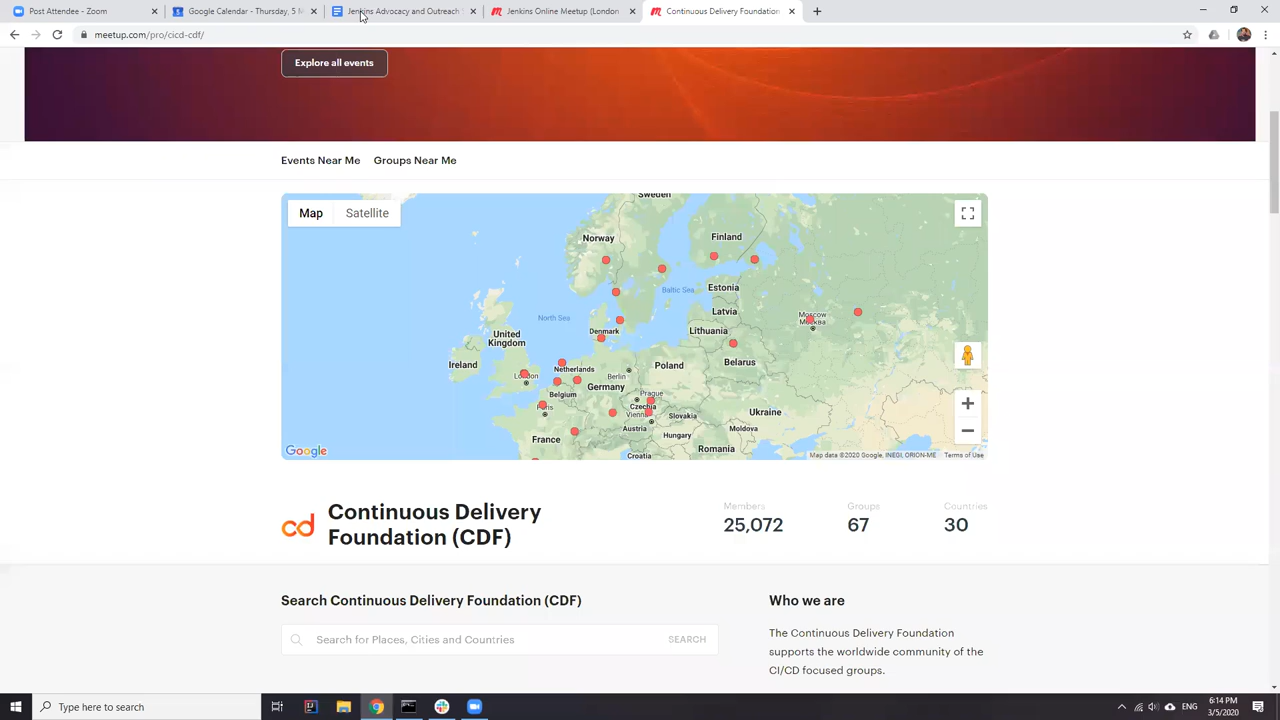 Post Attendee - Zoom
Google Calendar - Thursday, 5 M
Jenkins Advocacy and Outreach
Jenkins Online Meetup (London
Continuous Delivery Foundation
meetup.com/pro/cicd-cdf/
Explore all events
Events Near Me
Groups Near Me
Map
Satellite
Sweden
Norway
Finland
Baltic Sea
Estonia
Latvia
North Sea
Denmark
Lithuania
Moscow
Москва
United
Kingdom
Ireland
London
Netherlands
Berlin
Poland
Belarus
Belgium
Germany
Prague
Paris
Czechia
Vienna
Slovakia
Ukraine
Austria
France
Hungary
Moldova
Croatia
Romania
Google
Map data ©2020 Google, INEGI, ORION-ME
Terms of Use
Continuous Delivery
Foundation (CDF)
Members
25,072
Groups
67
Countries
30
Search Continuous Delivery Foundation (CDF)
Search for Places, Cities and Countries
SEARCH
Who we are
The Continuous Delivery Foundation
supports the worldwide community of the
CI/CD focused groups.
Type here to search
ENG
6:14 PM
3/5/2020